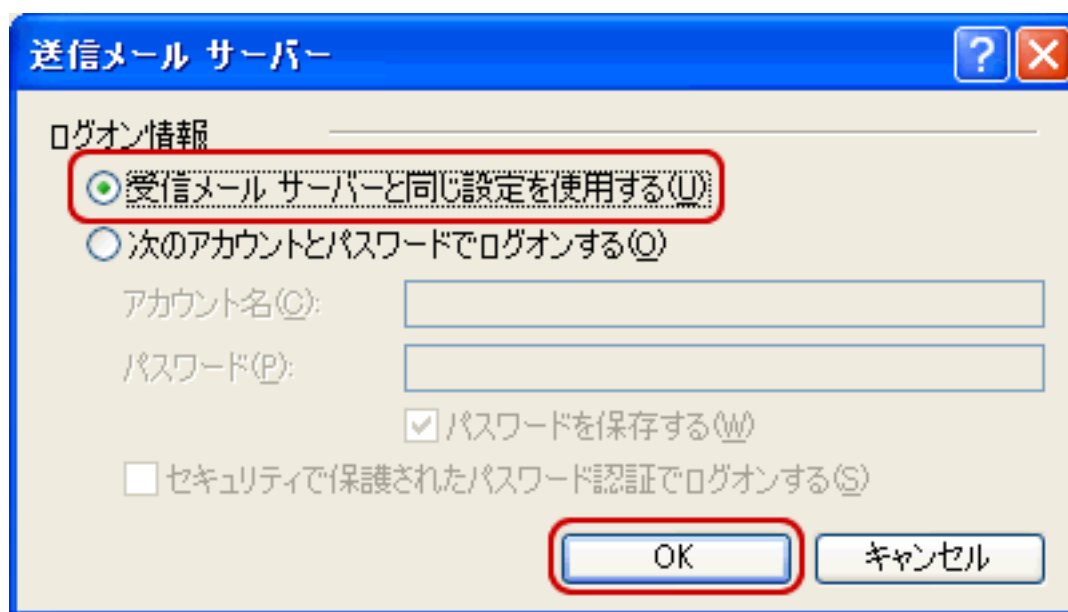 送信メール サーバー
ログオン情報
受信メール サーバーと同じ設定を使用する(U)
次のアカウントとパスワードでログオンする(O)
アカウント名(C):
パスワード(P):
パスワードを保存する(W)
セキュリティで保護されたパスワード認証でログオンする(S)
OK キャンセル